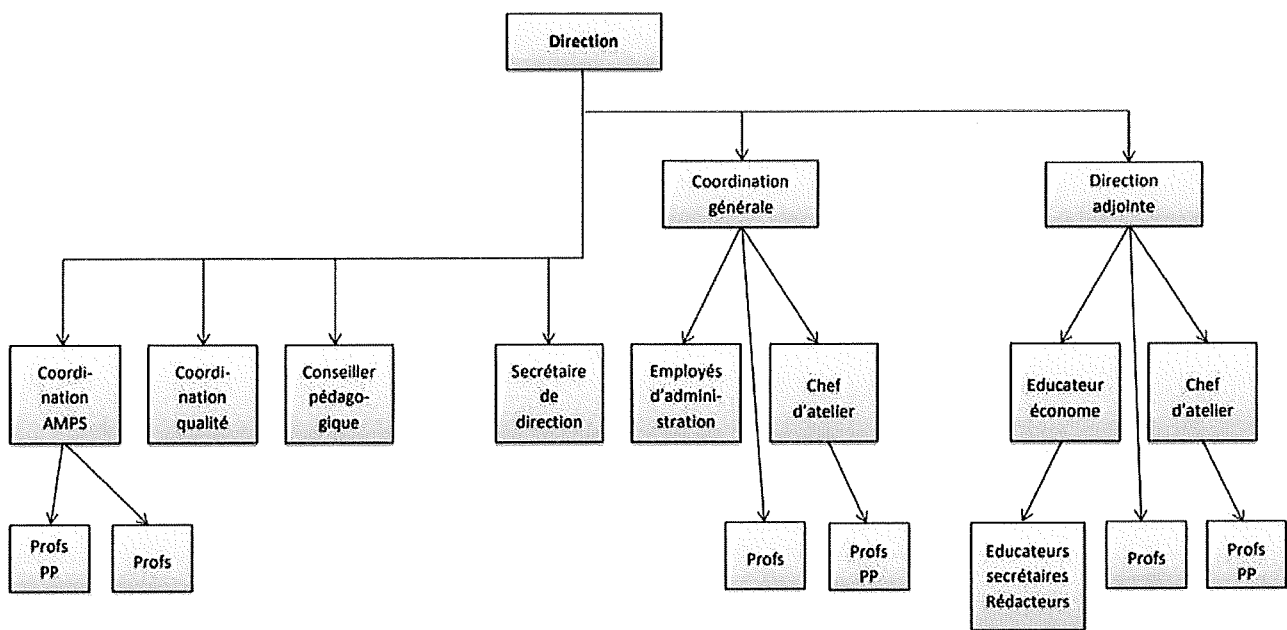 Direction
Coordination
générale
Direction
adjointe
Coordi-
nation
AMPS
Coordi-
nation
qualité
Conseiller
pédago-
gique
Secrétaire
de
direction
Employés
d'admini-
stration
Chef
d'atelier
Educateur
économe
Chef
d'atelier
Profs
PP
Profs
Profs
Profs
PP
Educateurs
secrétaires
Rédacteurs
Profs
Profs
PP